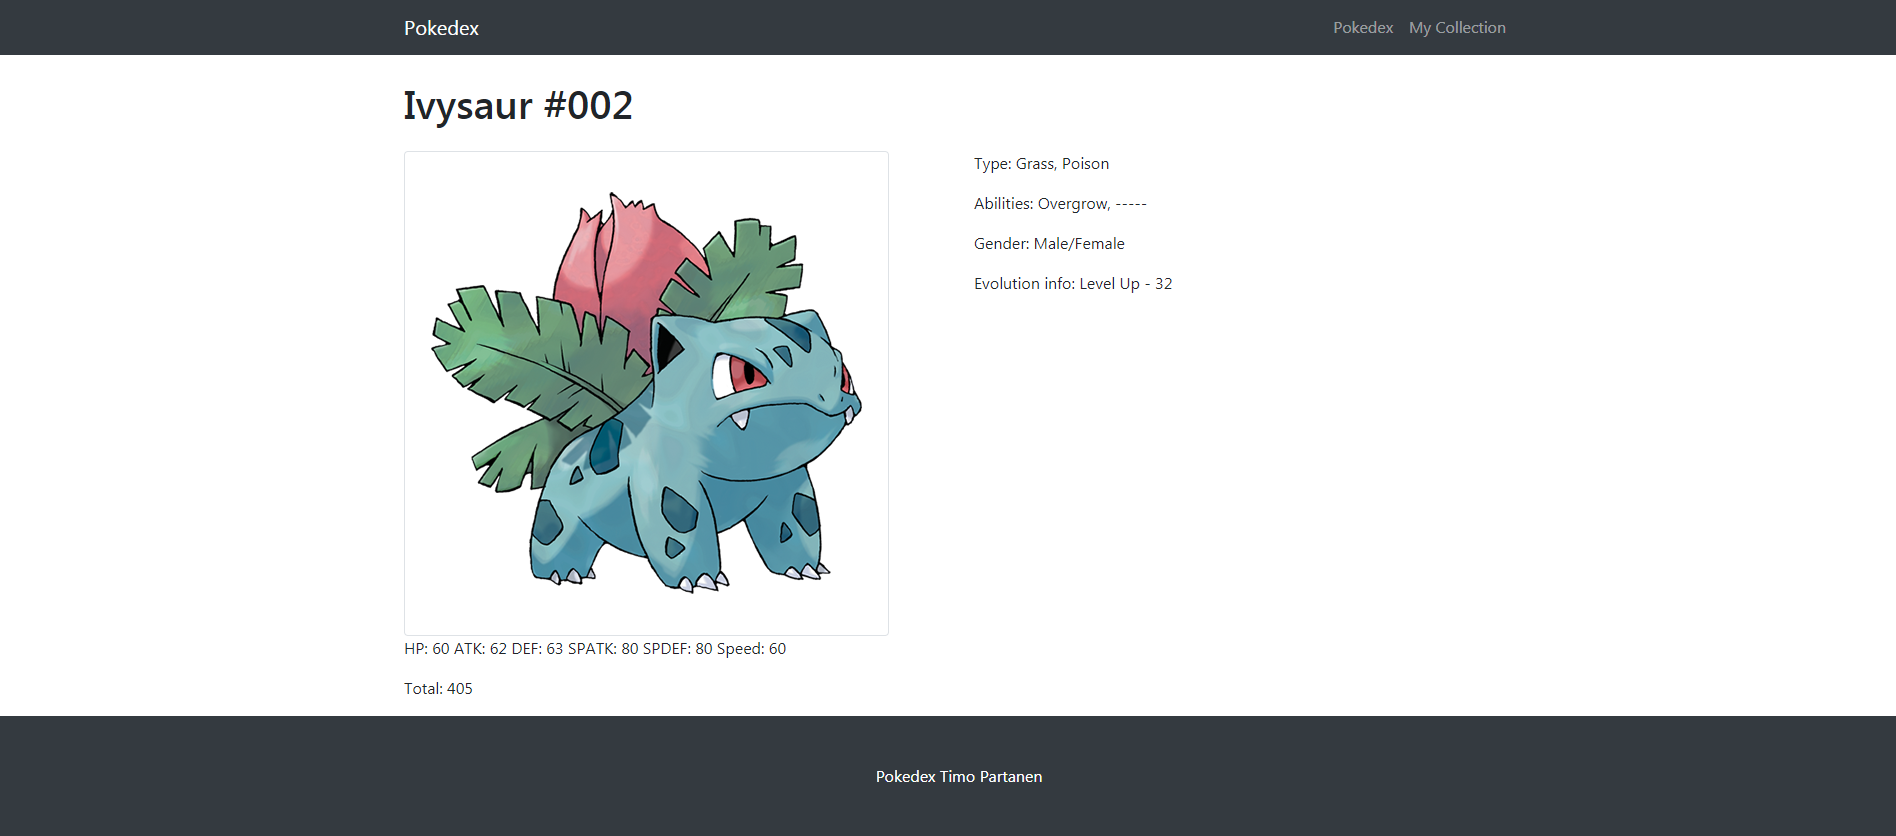 Pokedex
Pokedex My Collection
Ivysaur #002
Type: Grass, Poison
Abilities: Overgrow, -----
Gender: Male/Female
Evolution info: Level Up - 32
HP: 60 ATK: 62 DEF: 63 SPATK: 80 SPDEF: 80 Speed: 60
Total: 405
Pokedex Timo Partanen